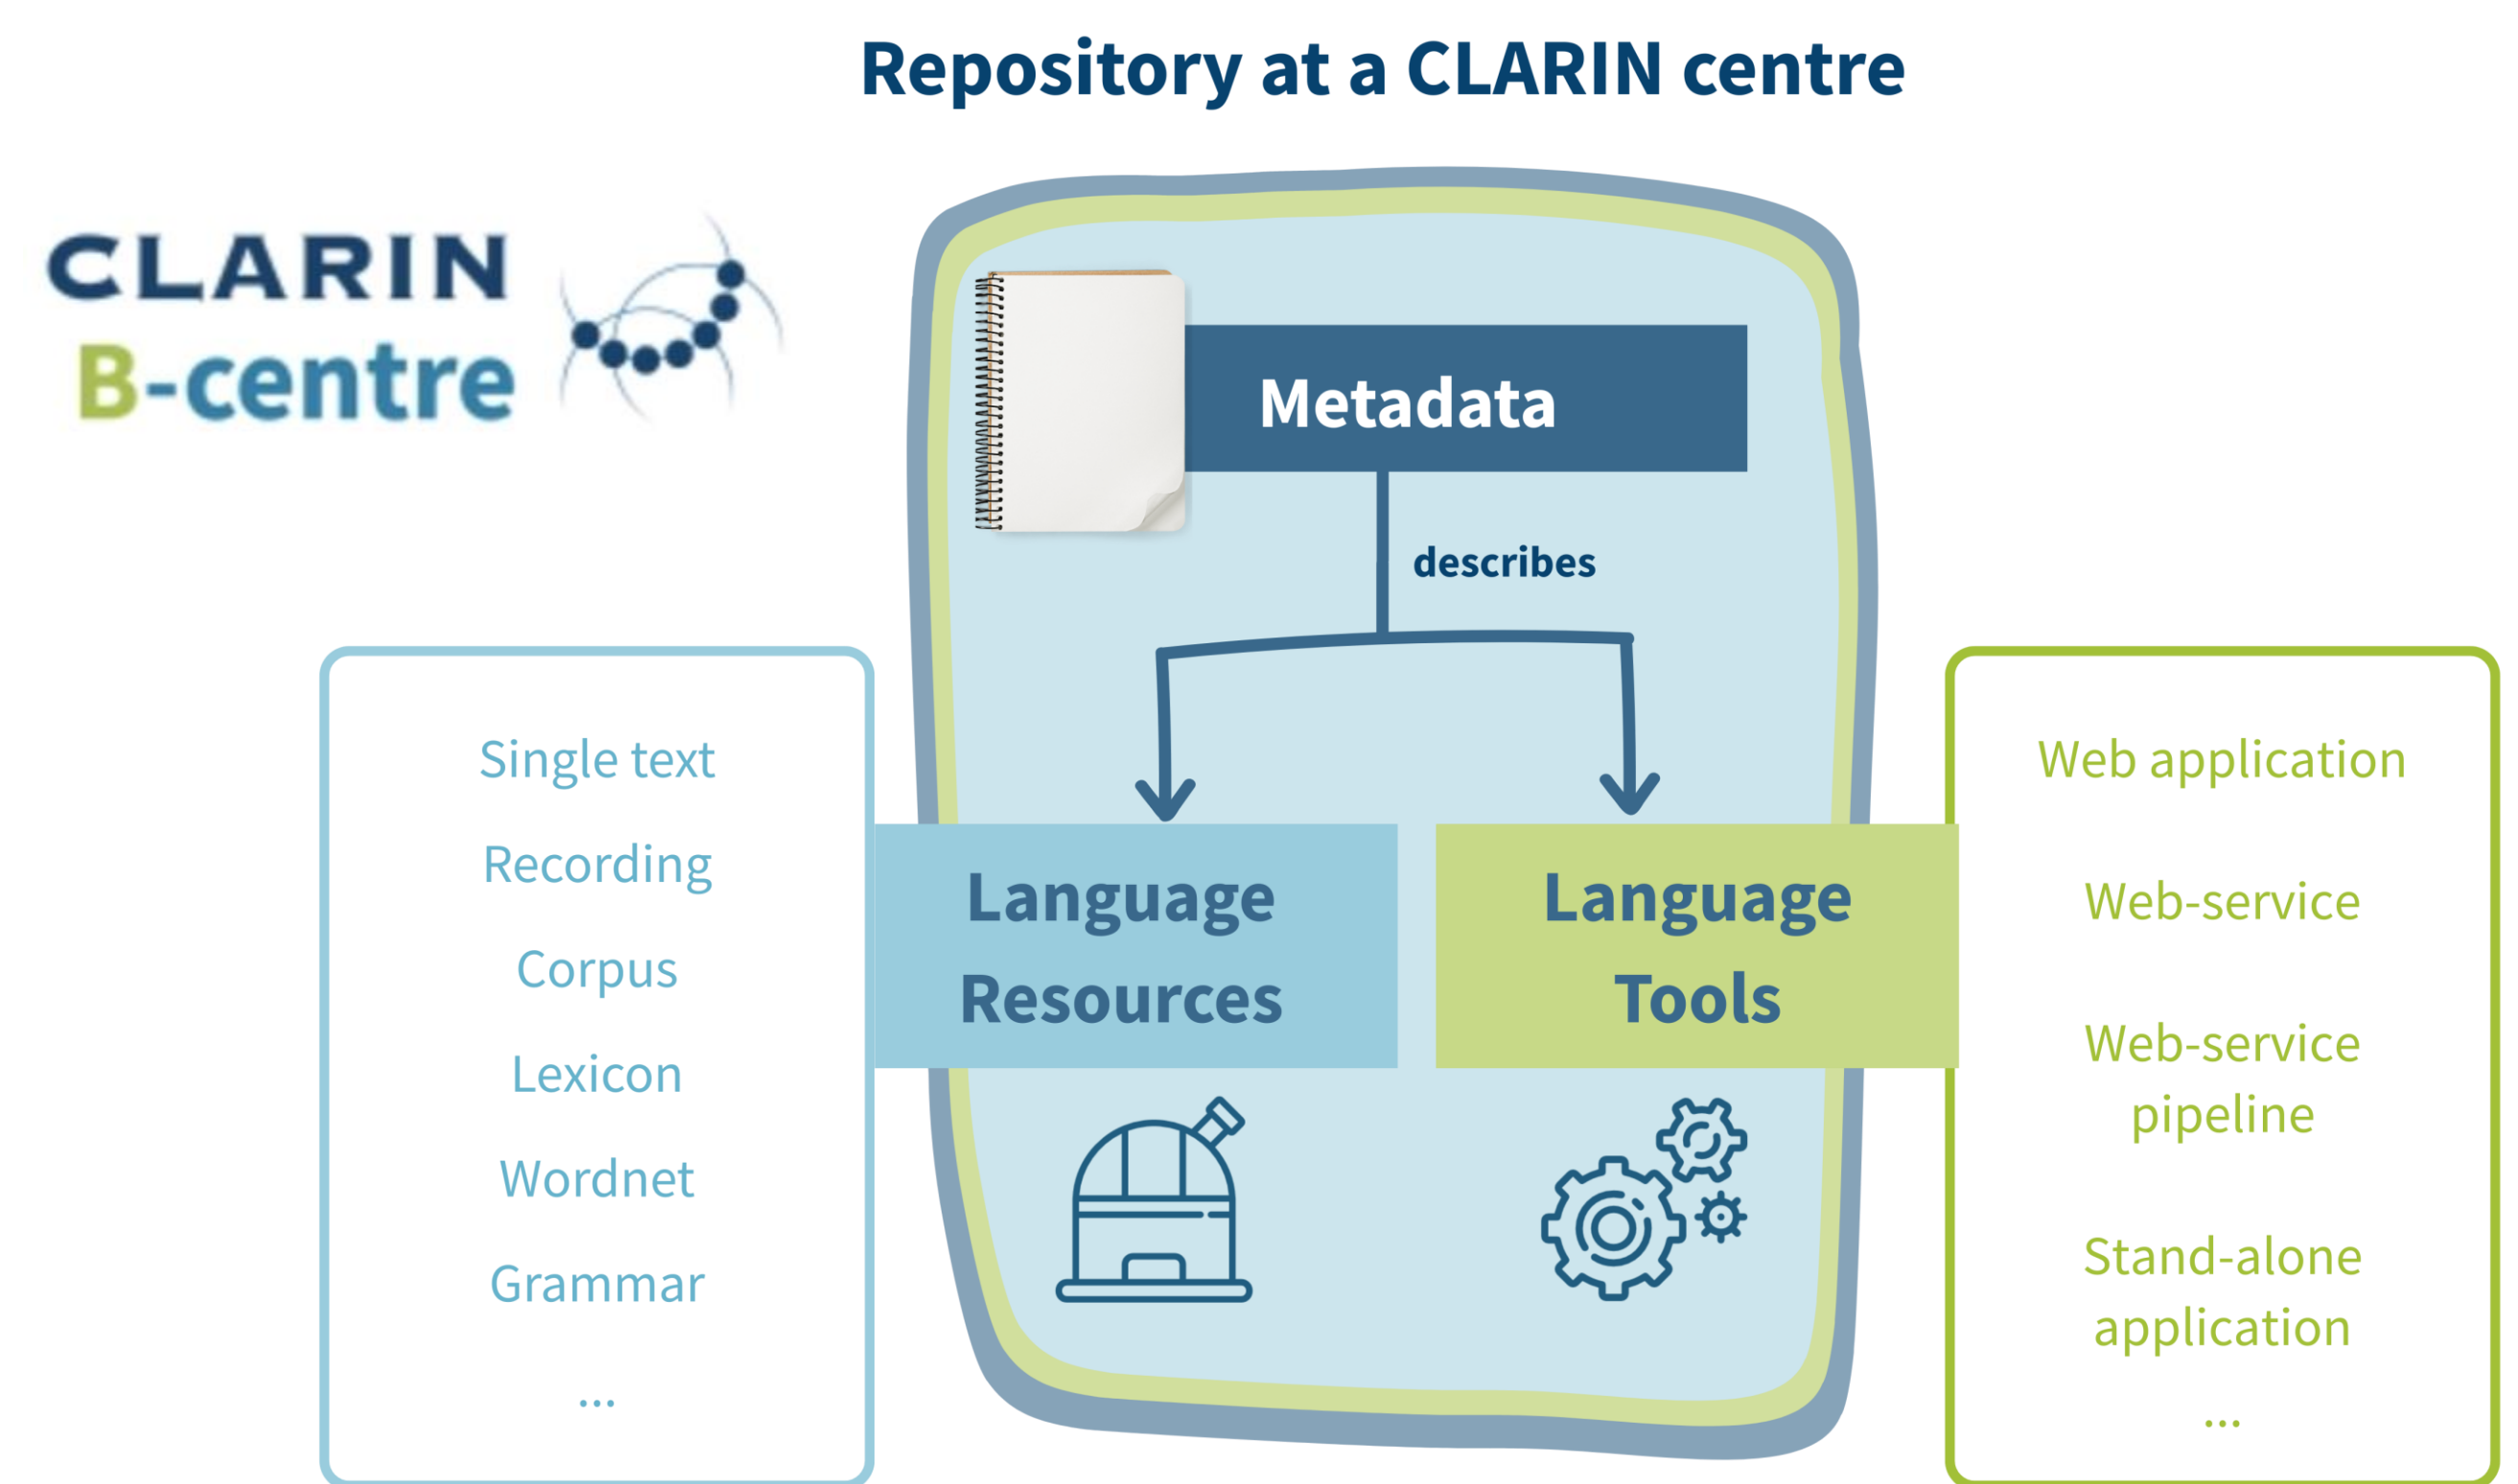 Repository at a CLARIN centre
CLARIN
B-centre
Metadata
describes
Single text
Recording
Corpus
Lexicon
Wordnet
Grammar
...
Language
Resources
Language
Tools
Web application
Web-service
Web-service
pipeline
Stand-alone
application
...